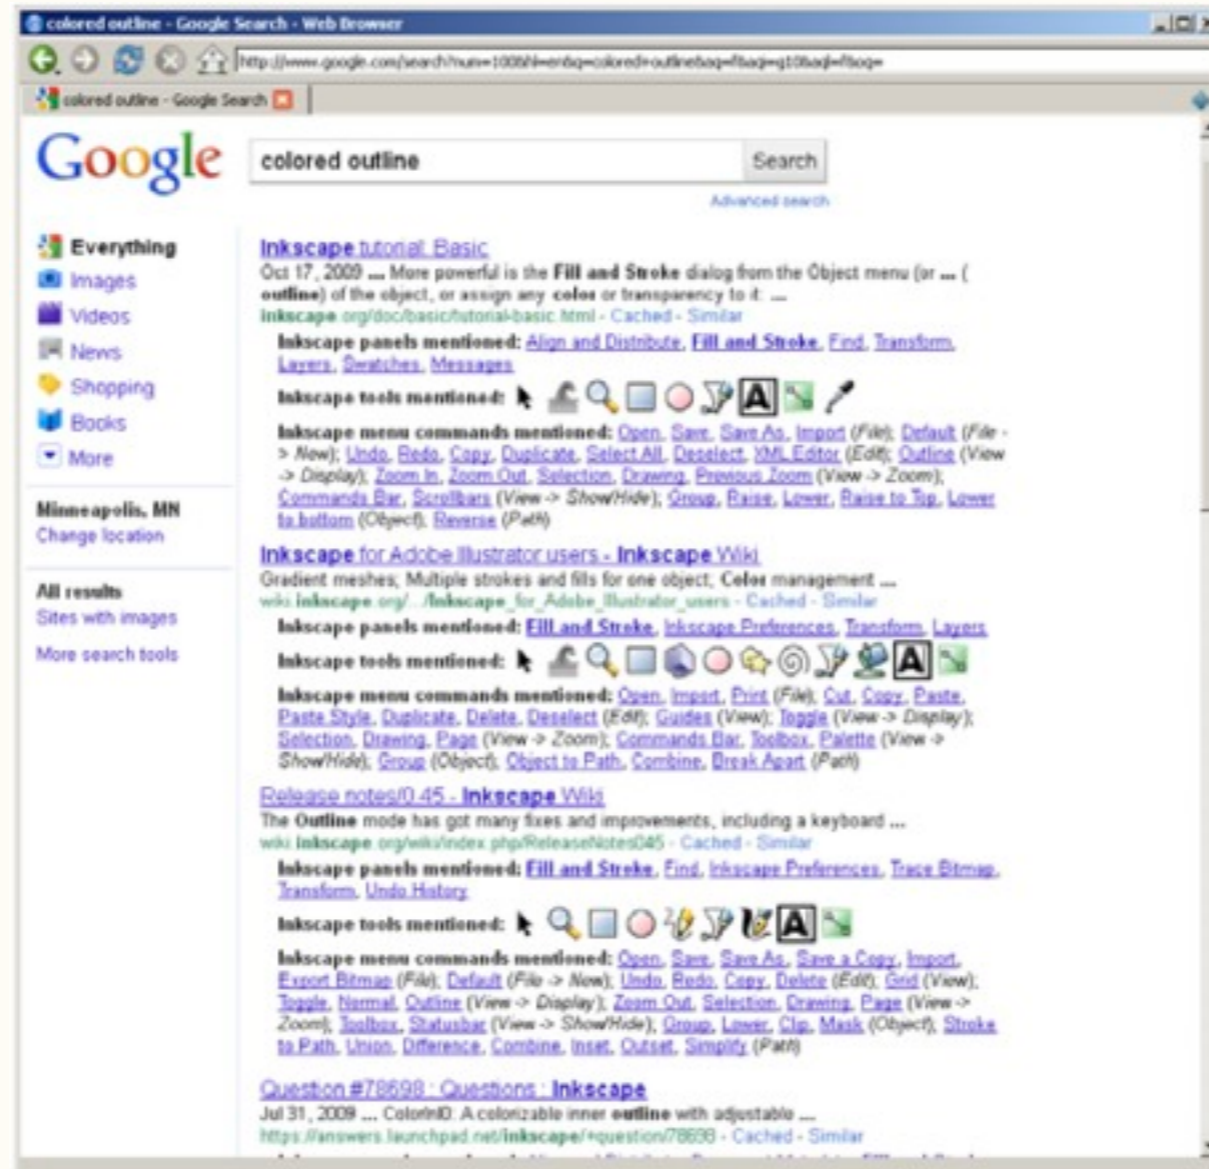 colored outline - Google Search - Web Browser
http://www.google.com/search?num=100&hl=en&q=colored+outline&aq=f&aqi=g10&aql=f&oq=
colored outline - Google Search
Google
colored outline
Search
Advanced search
Everything
Images
Videos
News
Shopping
Books
More
Minneapolis, MN
Change location
All results
Sites with images
More search tools
Inkscape tutorial: Basic
Oct 17, 2009 ... More powerful is the Fill and Stroke dialog from the Object menu (or ... (
outline) of the object, or assign any color or transparency to it: ...
inkscape.org/doc/basic/tutorial-basic.html - Cached - Similar
Inkscape panels mentioned: Align and Distribute, Fill and Stroke, Find, Transform,
Layers, Swatches, Messages
Inkscape tools mentioned: A
Inkscape menu commands mentioned: Open, Save, Save As, Import (File); Default (File -
> New); Undo, Redo, Copy, Duplicate, Select All, Deselect, XML Editor (Edit); Outline (View
-> Display); Zoom In, Zoom Out, Selection, Drawing, Previous Zoom (View -> Zoom);
Commands Bar, Scrollbars (View -> Show/Hide); Group, Raise, Lower, Raise to Top, Lower
to bottom (Object); Reverse (Path)
Inkscape for Adobe Illustrator users - Inkscape Wiki
Gradient meshes; Multiple strokes and fills for one object; Color management ...
wiki.inkscape.org/.../Inkscape_for_Adobe_Illustrator_users - Cached - Similar
Inkscape panels mentioned: Fill and Stroke, Inkscape Preferences, Transform, Layers
Inkscape tools mentioned: A
Inkscape menu commands mentioned: Open, Import, Print (File); Cut, Copy, Paste,
Paste Style, Duplicate, Delete, Deselect (Edit); Guides (View); Toggle (View -> Display);
Selection, Drawing, Page (View -> Zoom); Commands Bar, Toolbox, Palette (View ->
Show/Hide); Group (Object); Object to Path, Combine, Break Apart (Path)
Release notes/0.45 - Inkscape Wiki
The Outline mode has got many fixes and improvements, including a keyboard ...
wiki.inkscape.org/wiki/index.php/ReleaseNotes045 - Cached - Similar
Inkscape panels mentioned: Fill and Stroke, Find, Inkscape Preferences, Trace Bitmap,
Transform, Undo History
Inkscape tools mentioned: A
Inkscape menu commands mentioned: Open, Save, Save As, Save a Copy, Import,
Export Bitmap (File); Default (File -> New); Undo, Redo, Copy, Delete (Edit); Grid (View);
Toggle, Normal, Outline (View -> Display); Zoom Out, Selection, Drawing, Page (View ->
Zoom); Toolbox, Statusbar (View -> Show/Hide); Group, Lower, Clip, Mask (Object); Stroke
to Path, Union, Difference, Combine, Inset, Outset, Simplify (Path)
Question #78698 : Questions : Inkscape
Jul 31, 2009 ... ColorInIO: A colorizable inner outline with adjustable ...
https://answers.launchpad.net/inkscape/+question/78698 - Cached - Similar